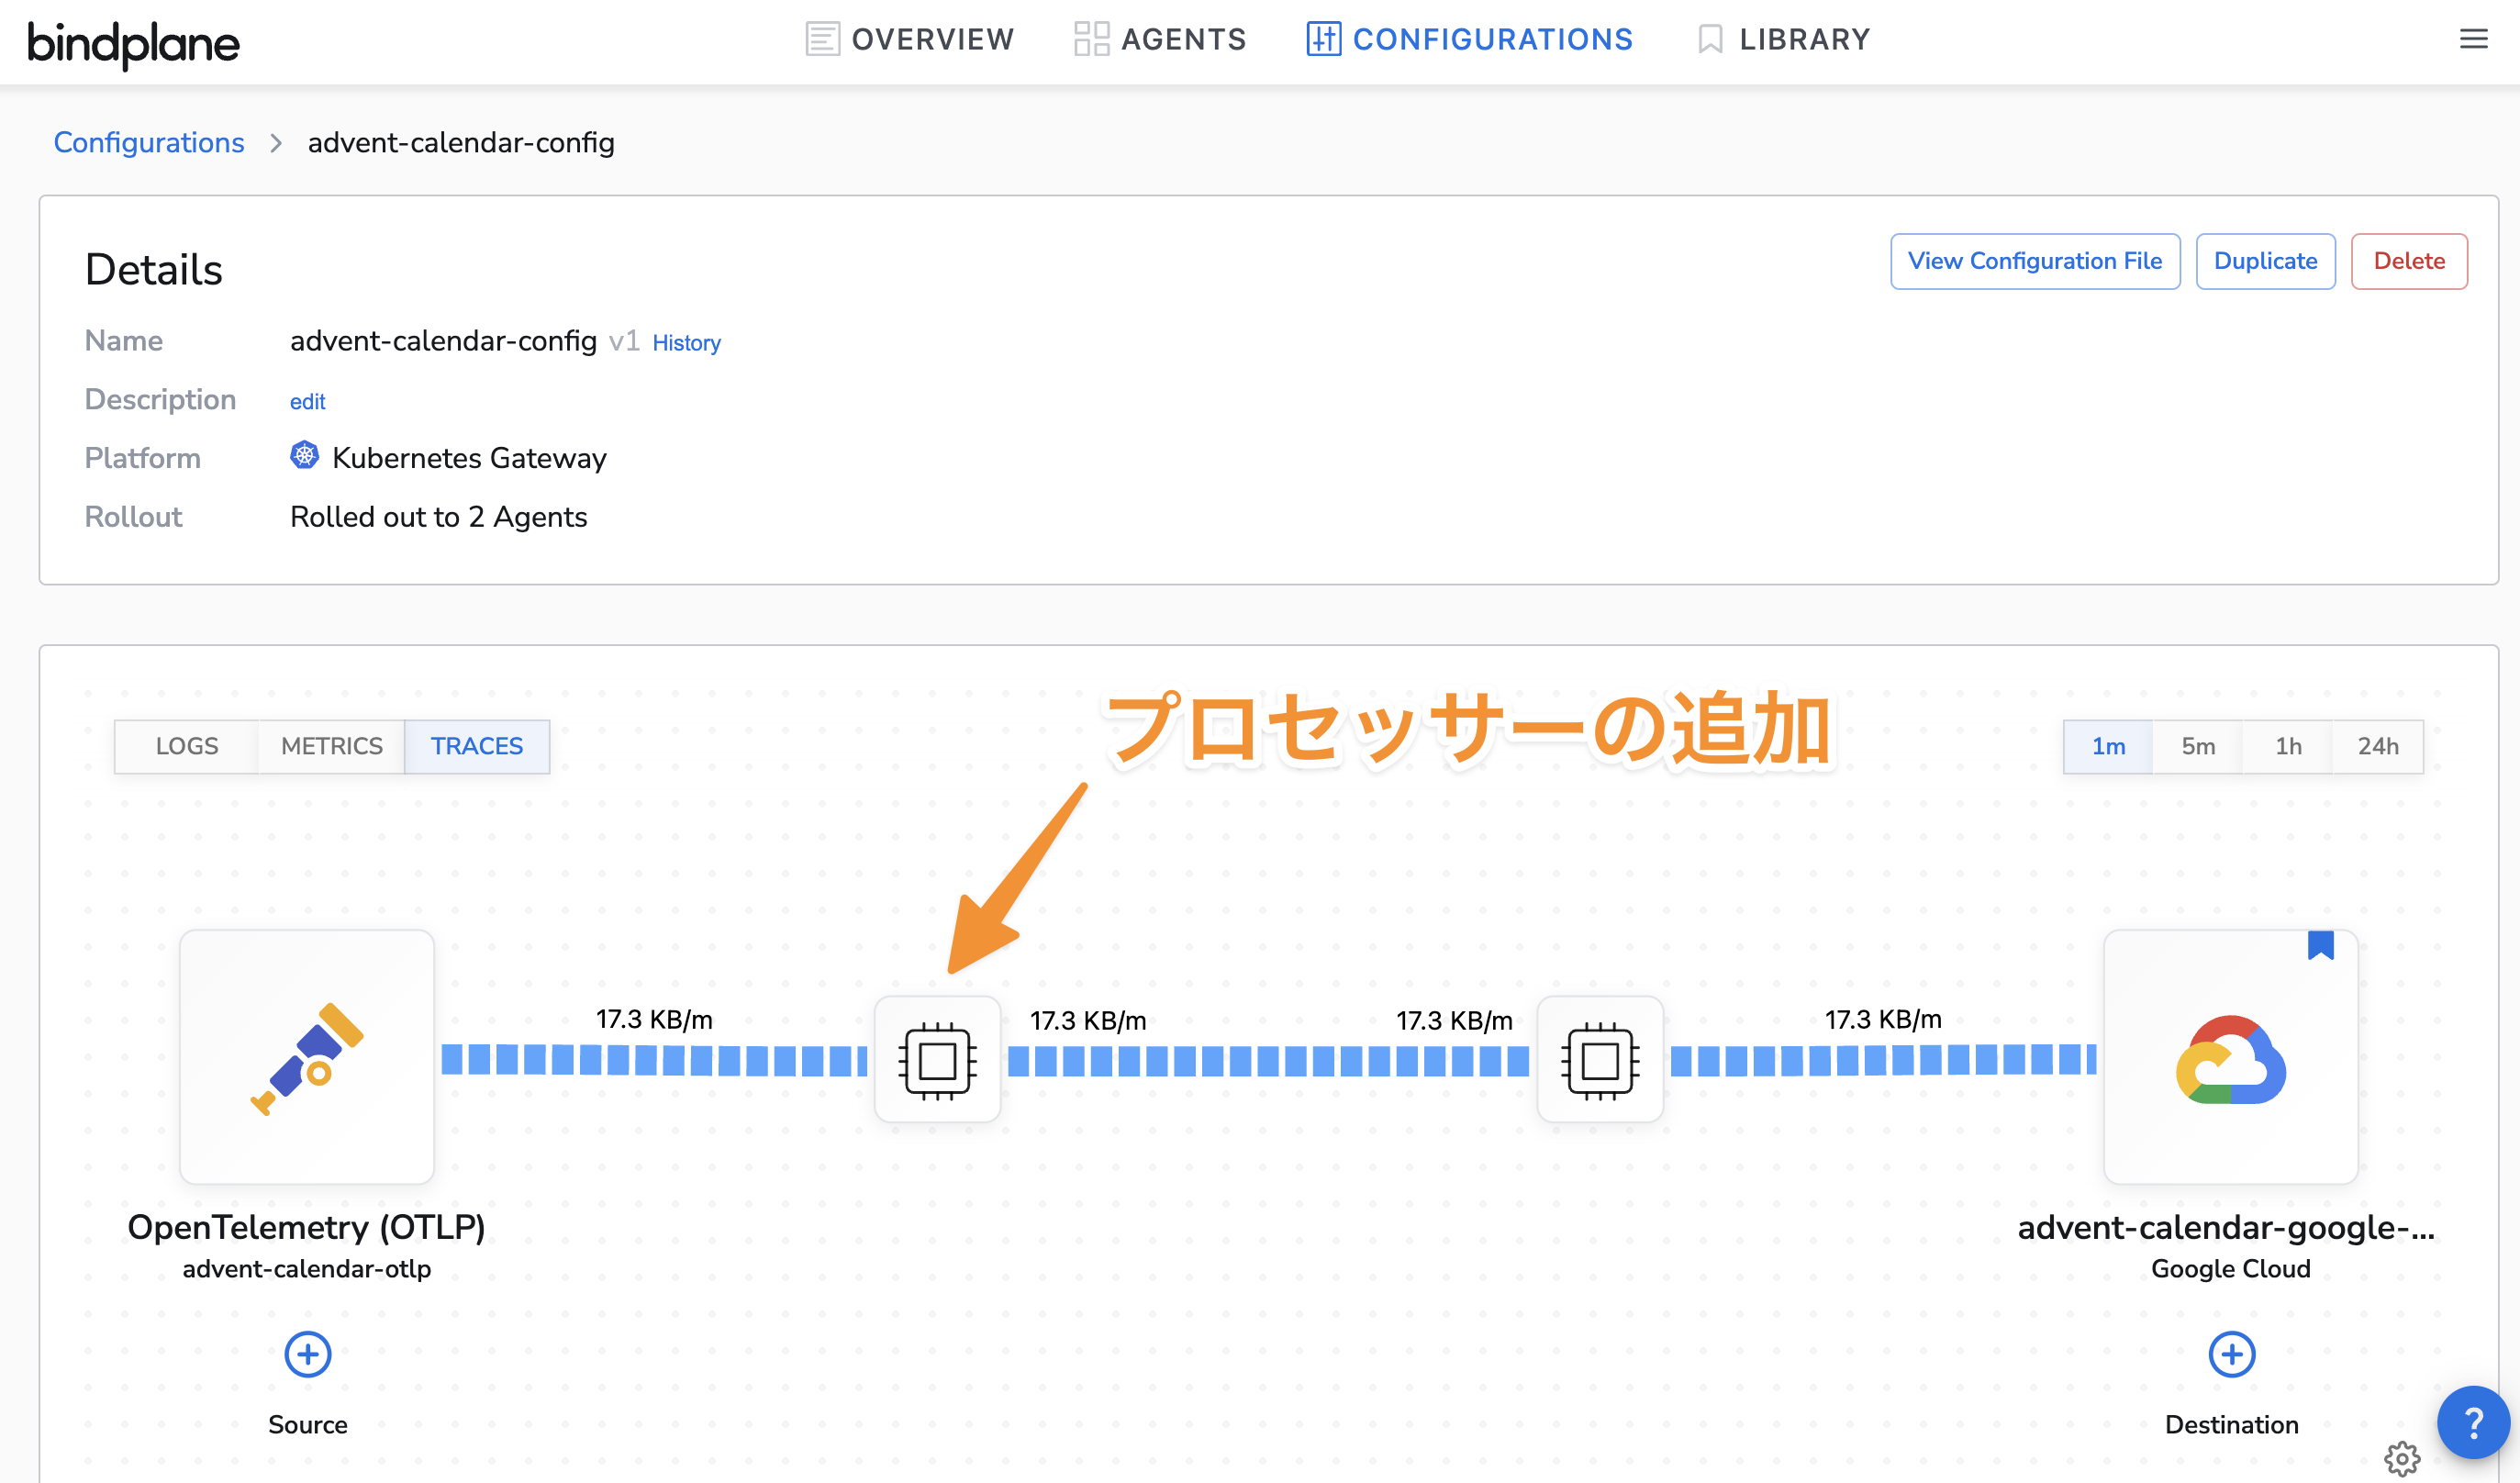 bindplane
OVERVIEW
AGENTS
CONFIGURATIONS
LIBRARY
Configurations > advent-calendar-config
Details
View Configuration File
Duplicate
Delete
Name advent-calendar-config v1 History
Description edit
Platform Kubernetes Gateway
Rollout Rolled out to 2 Agents
プロセッサーの追加
LOGS METRICS TRACES
1m 5m 1h 24h
17.3 KB/m
17.3 KB/m
17.3 KB/m
17.3 KB/m
OpenTelemetry (OTLP)
advent-calendar-otlp
advent-calendar-google-...
Google Cloud
Source
Destination
?